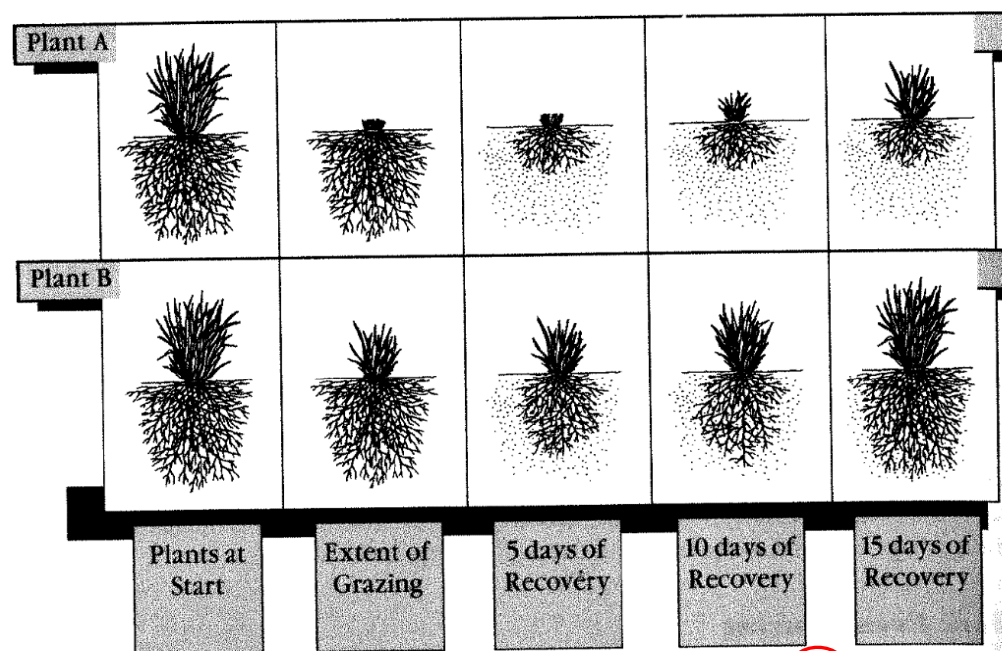 Plant A
Plant B
Plants at
Start
Extent of
Grazing
5 days of
Recovery
10 days of
Recovery
15 days of
Recovery